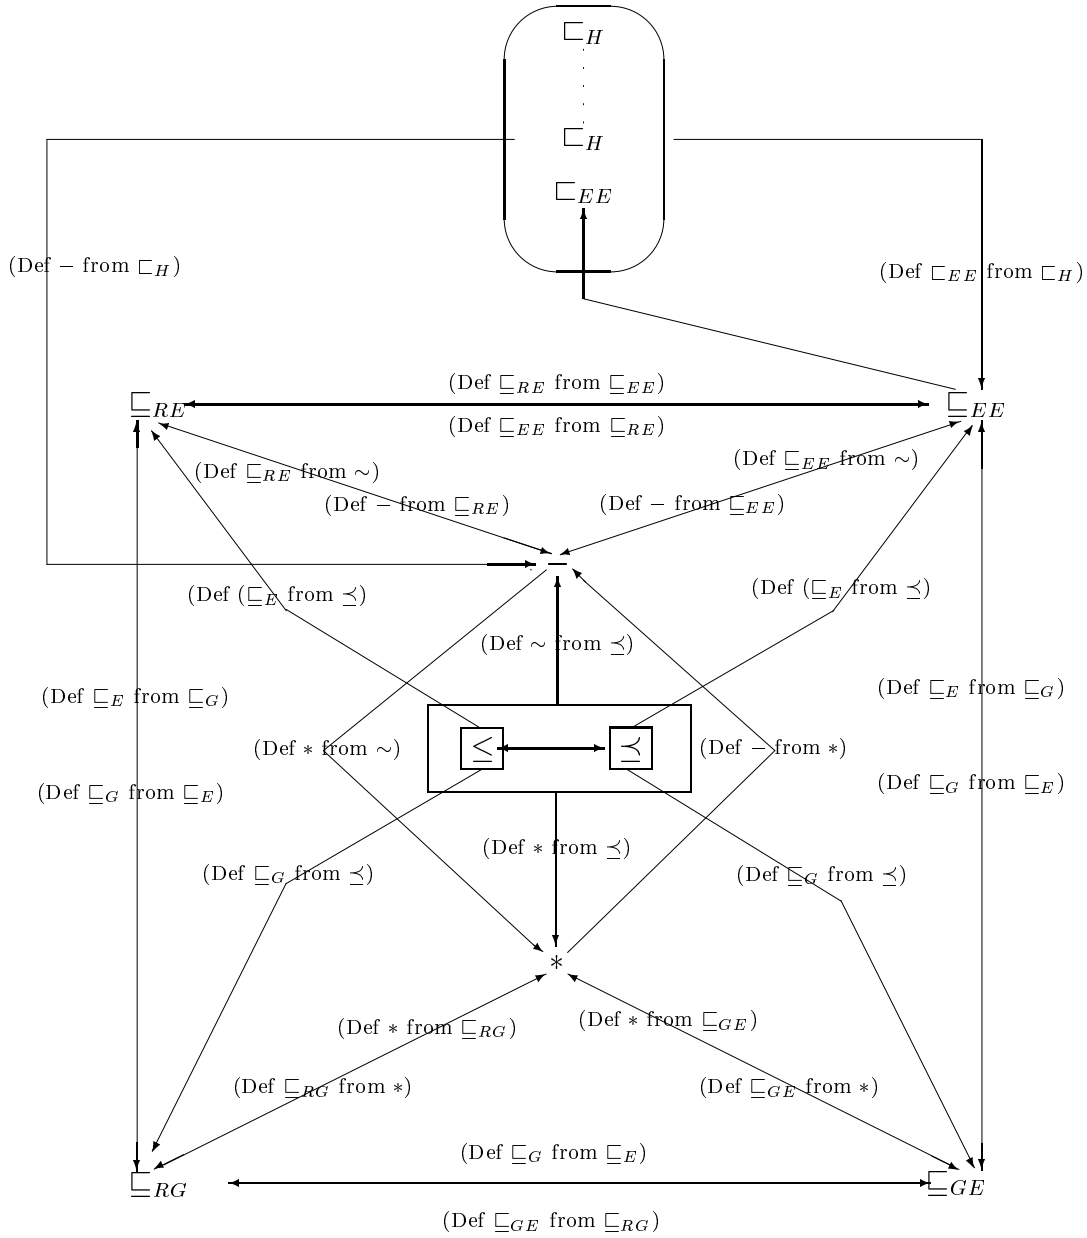 ⊏_H
⊏_H
⊏_EE
(Def − from ⊏_H)
(Def ⊏_EE from ⊏_H)
(Def ⊑_RE from ⊑_EE)
⊑_RE
⊑_EE
(Def ⊑_EE from ⊑_RE)
(Def ⊑_RE from ∼)
(Def ⊑_EE from ∼)
(Def − from ⊑_RE)
(Def − from ⊑_EE)
−
(Def (⊑_E from ⪯)
(Def (⊑_E from ⪯)
(Def ∼ from ⪯)
(Def ⊑_E from ⊑_G)
(Def ⊑_E from ⊑_G)
(Def ∗ from ∼)
≤
⪯
(Def − from ∗)
(Def ⊑_G from ⊑_E)
(Def ⊑_G from ⊑_E)
(Def ∗ from ⪯)
(Def ⊑_G from ⪯)
(Def ⊑_G from ⪯)
∗
(Def ∗ from ⊑_RG)
(Def ∗ from ⊑_GE)
(Def ⊑_RG from ∗)
(Def ⊑_GE from ∗)
(Def ⊑_G from ⊑_E)
⊑_RG
⊑_GE
(Def ⊑_GE from ⊑_RG)